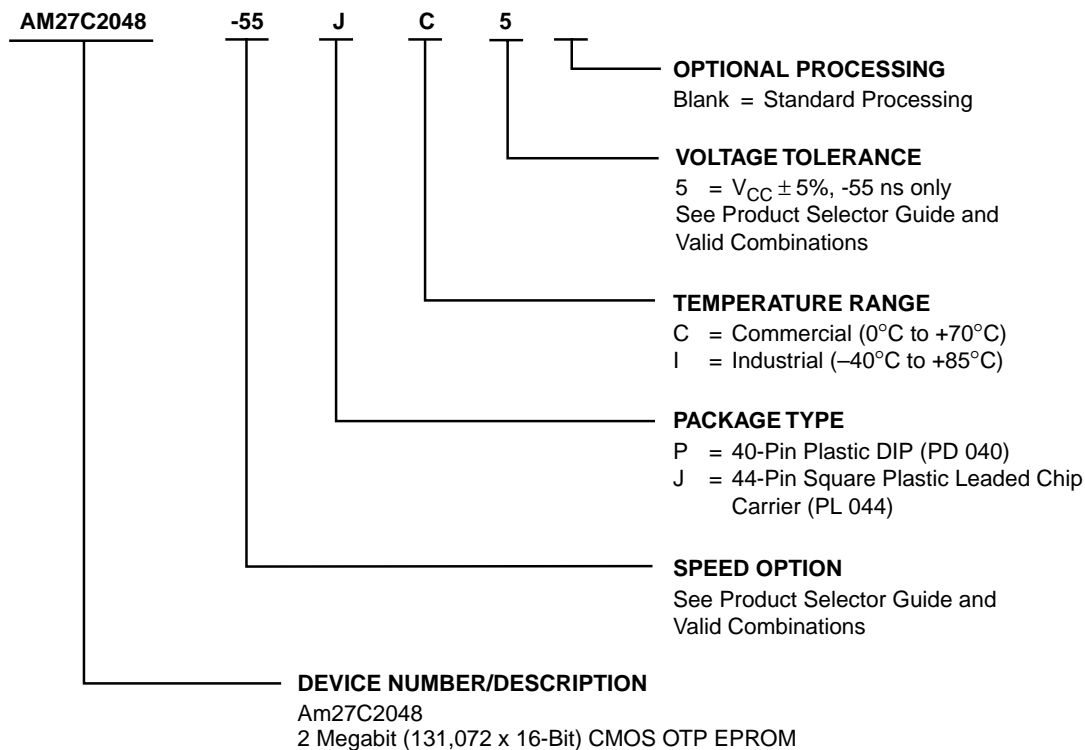 AM27C2048 -55 J C 5
OPTIONAL PROCESSING
Blank = Standard Processing
VOLTAGE TOLERANCE
5 = VCC ± 5%, -55 ns only
See Product Selector Guide and
Valid Combinations
TEMPERATURE RANGE
C = Commercial (0°C to +70°C)
I = Industrial (–40°C to +85°C)
PACKAGE TYPE
P = 40-Pin Plastic DIP (PD 040)
J = 44-Pin Square Plastic Leaded Chip
Carrier (PL 044)
SPEED OPTION
See Product Selector Guide and
Valid Combinations
DEVICE NUMBER/DESCRIPTION
Am27C2048
2 Megabit (131,072 x 16-Bit) CMOS OTP EPROM